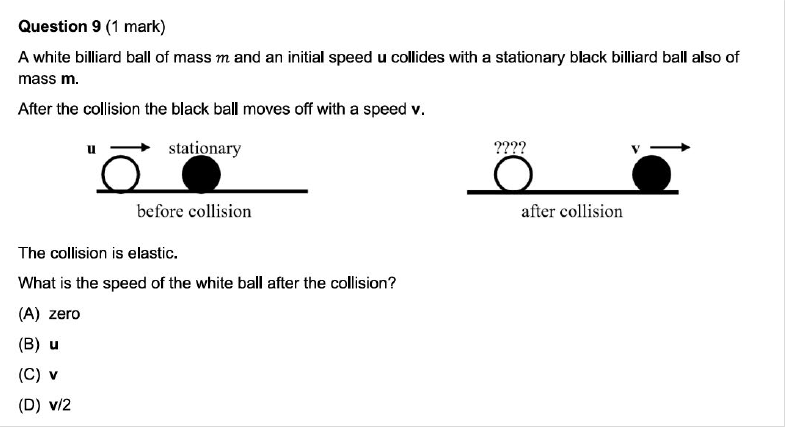 Question 9 (1 mark)
A white billiard ball of mass m and an initial speed u collides with a stationary black billiard ball also of
mass m.
After the collision the black ball moves off with a speed v.
u stationary ???? v
before collision after collision
The collision is elastic.
What is the speed of the white ball after the collision?
(A) zero
(B) u
(C) v
(D) v/2